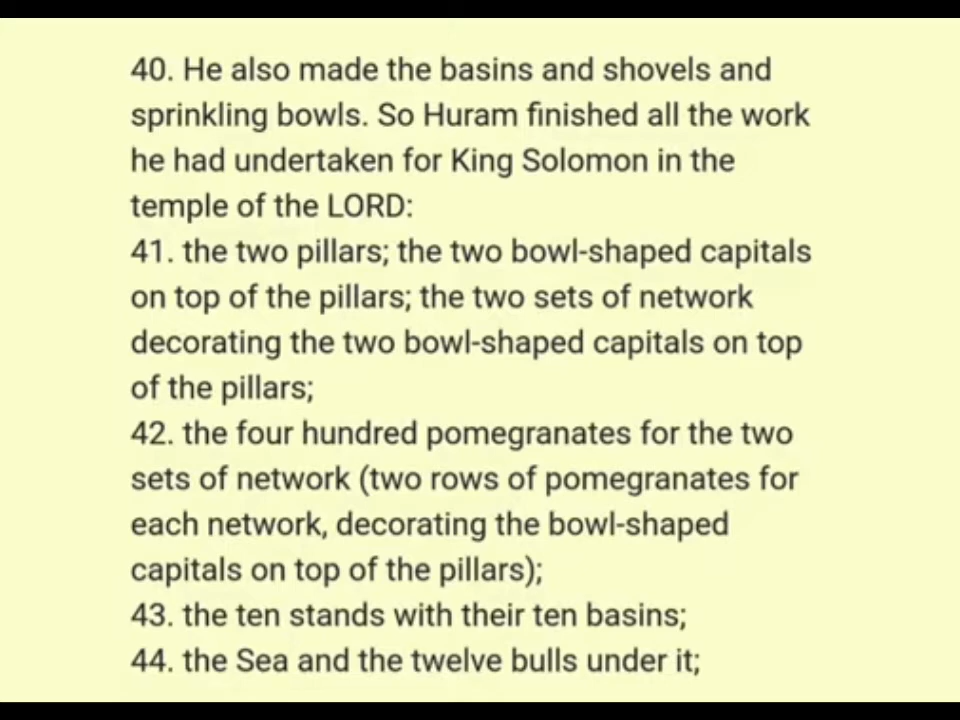 40. He also made the basins and shovels and
sprinkling bowls. So Huram finished all the work
he had undertaken for King Solomon in the
temple of the LORD:
41. the two pillars; the two bowl-shaped capitals
on top of the pillars; the two sets of network
decorating the two bowl-shaped capitals on top
of the pillars;
42. the four hundred pomegranates for the two
sets of network (two rows of pomegranates for
each network, decorating the bowl-shaped
capitals on top of the pillars);
43. the ten stands with their ten basins;
44. the Sea and the twelve bulls under it;